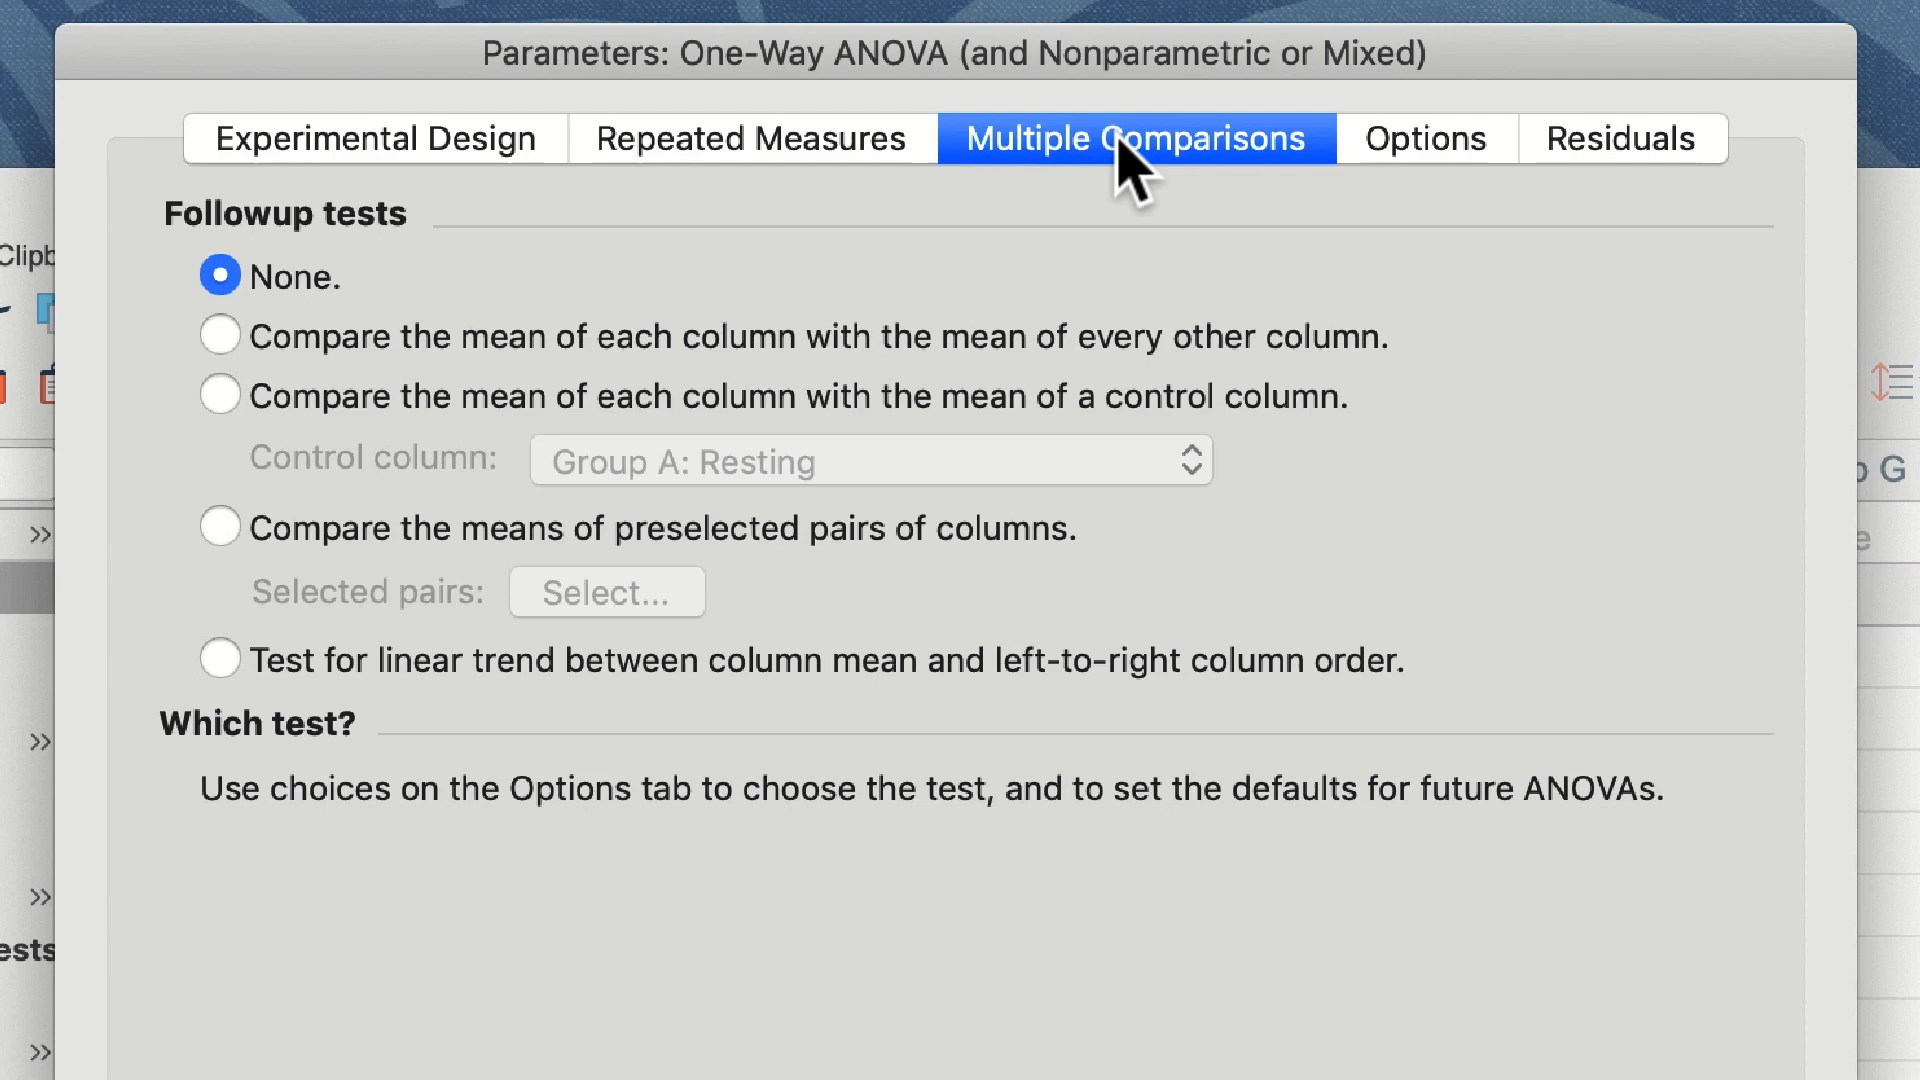 Parameters: One-Way ANOVA (and Nonparametric or Mixed)
Experimental Design Repeated Measures Multiple Comparisons Options Residuals
Followup tests
Clipb
None.
Compare the mean of each column with the mean of every other column.
Compare the mean of each column with the mean of a control column.
Control column: Group A: Resting
G
Compare the means of preselected pairs of columns.
e
Selected pairs: Select...
Test for linear trend between column mean and left-to-right column order.
Which test?
Use choices on the Options tab to choose the test, and to set the defaults for future ANOVAs.
ests